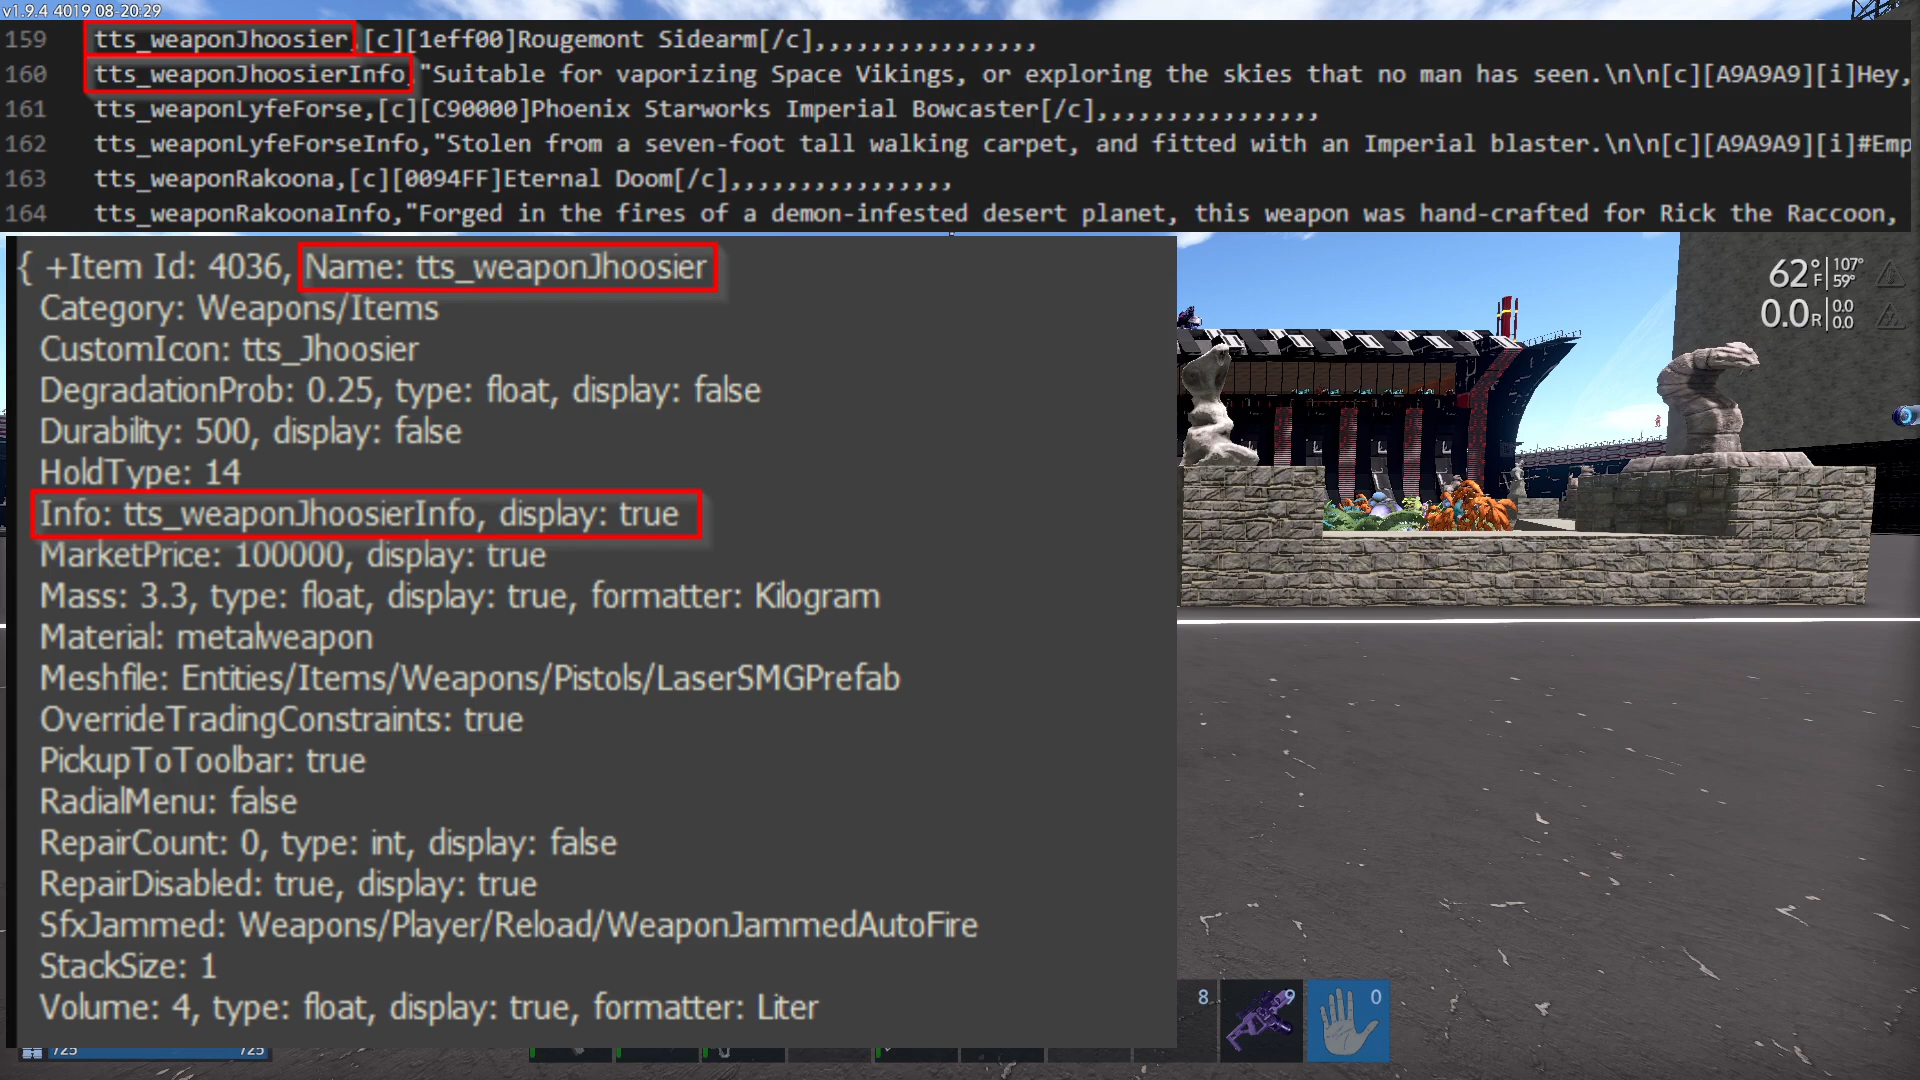 v1.9.4 4019 08-20:29
159 tts_weaponJhoosier,[c][1eff00]Rougemont Sidearm[/c],,,,,,,,,,,,,,,,
160 tts_weaponJhoosierInfo,"Suitable for vaporizing Space Vikings, or exploring the skies that no man has seen.\n\n[c][A9A9A9][i]Hey,
161 tts_weaponLyfeForse,[c][C90000]Phoenix Starworks Imperial Bowcaster[/c],,,,,,,,,,,,,,,,
162 tts_weaponLyfeForseInfo,"Stolen from a seven-foot tall walking carpet, and fitted with an Imperial blaster.\n\n[c][A9A9A9][i]#Emp
163 tts_weaponRakoona,[c][0094FF]Eternal Doom[/c],,,,,,,,,,,,,,,,
164 tts_weaponRakoonaInfo,"Forged in the fires of a demon-infested desert planet, this weapon was hand-crafted for Rick the Raccoon,
{ +Item Id: 4036, Name: tts_weaponJhoosier
Category: Weapons/Items
CustomIcon: tts_Jhoosier
DegradationProb: 0.25, type: float, display: false
Durability: 500, display: false
HoldType: 14
Info: tts_weaponJhoosierInfo, display: true
MarketPrice: 100000, display: true
Mass: 3.3, type: float, display: true, formatter: Kilogram
Material: metalweapon
Meshfile: Entities/Items/Weapons/Pistols/LaserSMGPrefab
OverrideTradingConstraints: true
PickupToToolbar: true
RadialMenu: false
RepairCount: 0, type: int, display: false
RepairDisabled: true, display: true
SfxJammed: Weapons/Player/Reload/WeaponJammedAutoFire
StackSize: 1
Volume: 4, type: float, display: true, formatter: Liter
62°F 107° 59°
0.0R 0.0 0.0
8 9 0
725 725